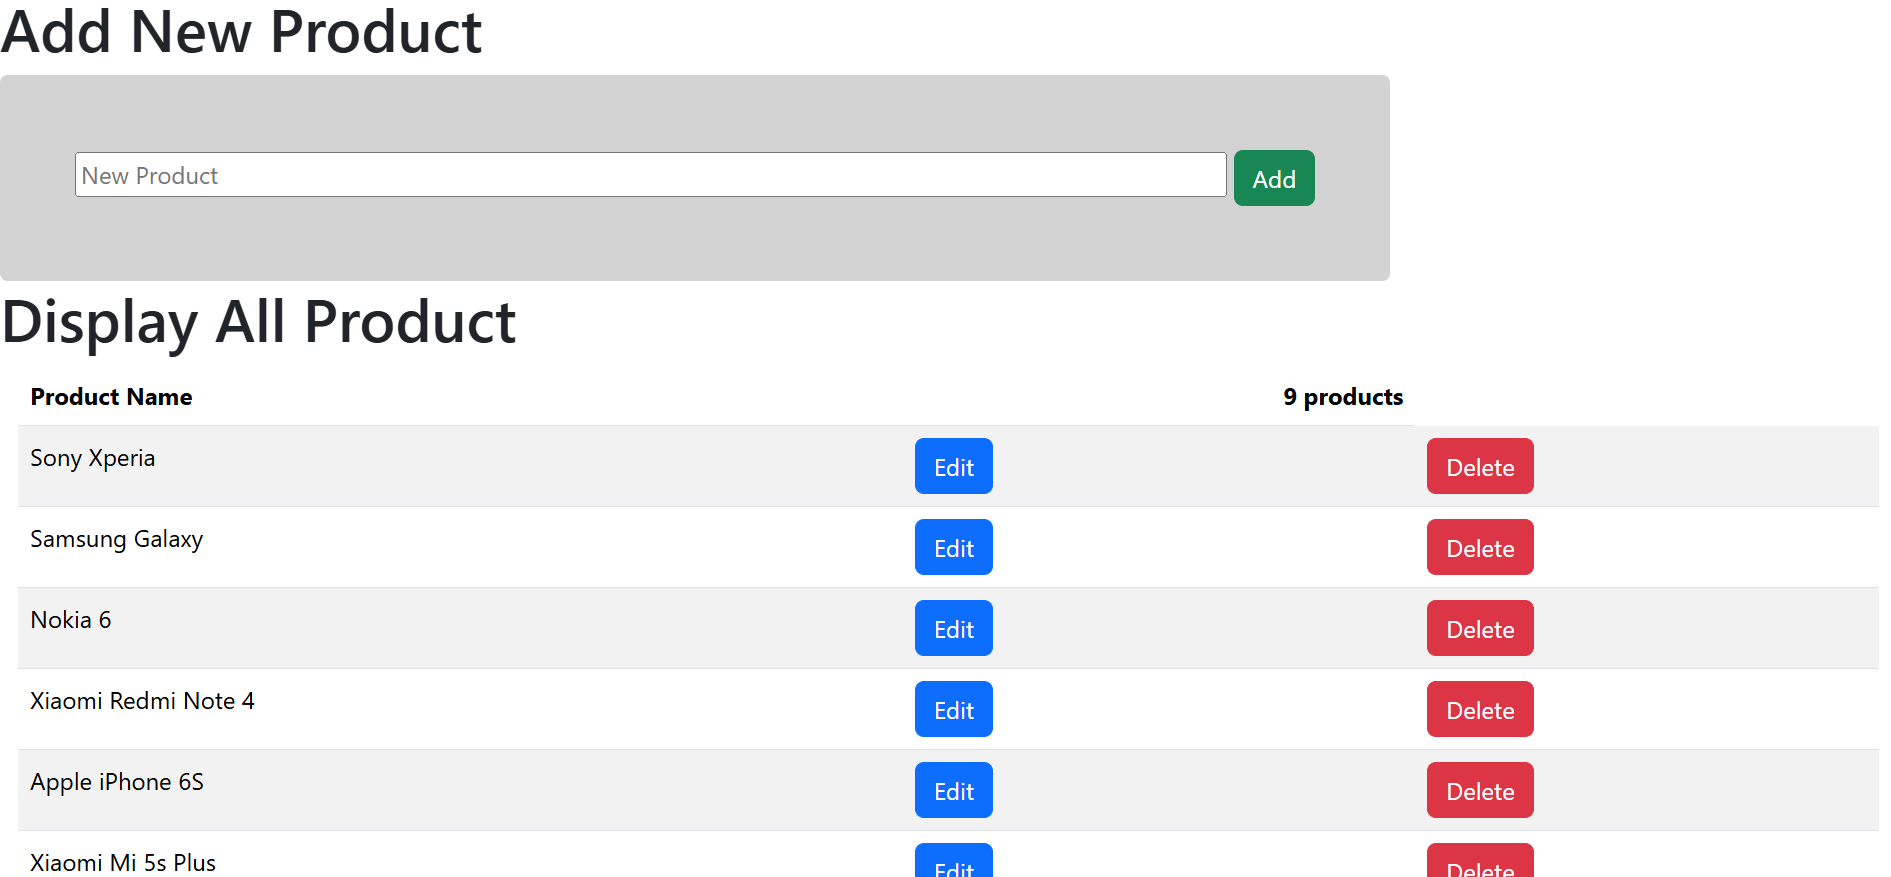 Add New Product
New Product Add
Display All Product
Product Name 9 products
Sony Xperia Edit Delete
Samsung Galaxy Edit Delete
Nokia 6 Edit Delete
Xiaomi Redmi Note 4 Edit Delete
Apple iPhone 6S Edit Delete
Xiaomi Mi 5s Plus Edit Delete